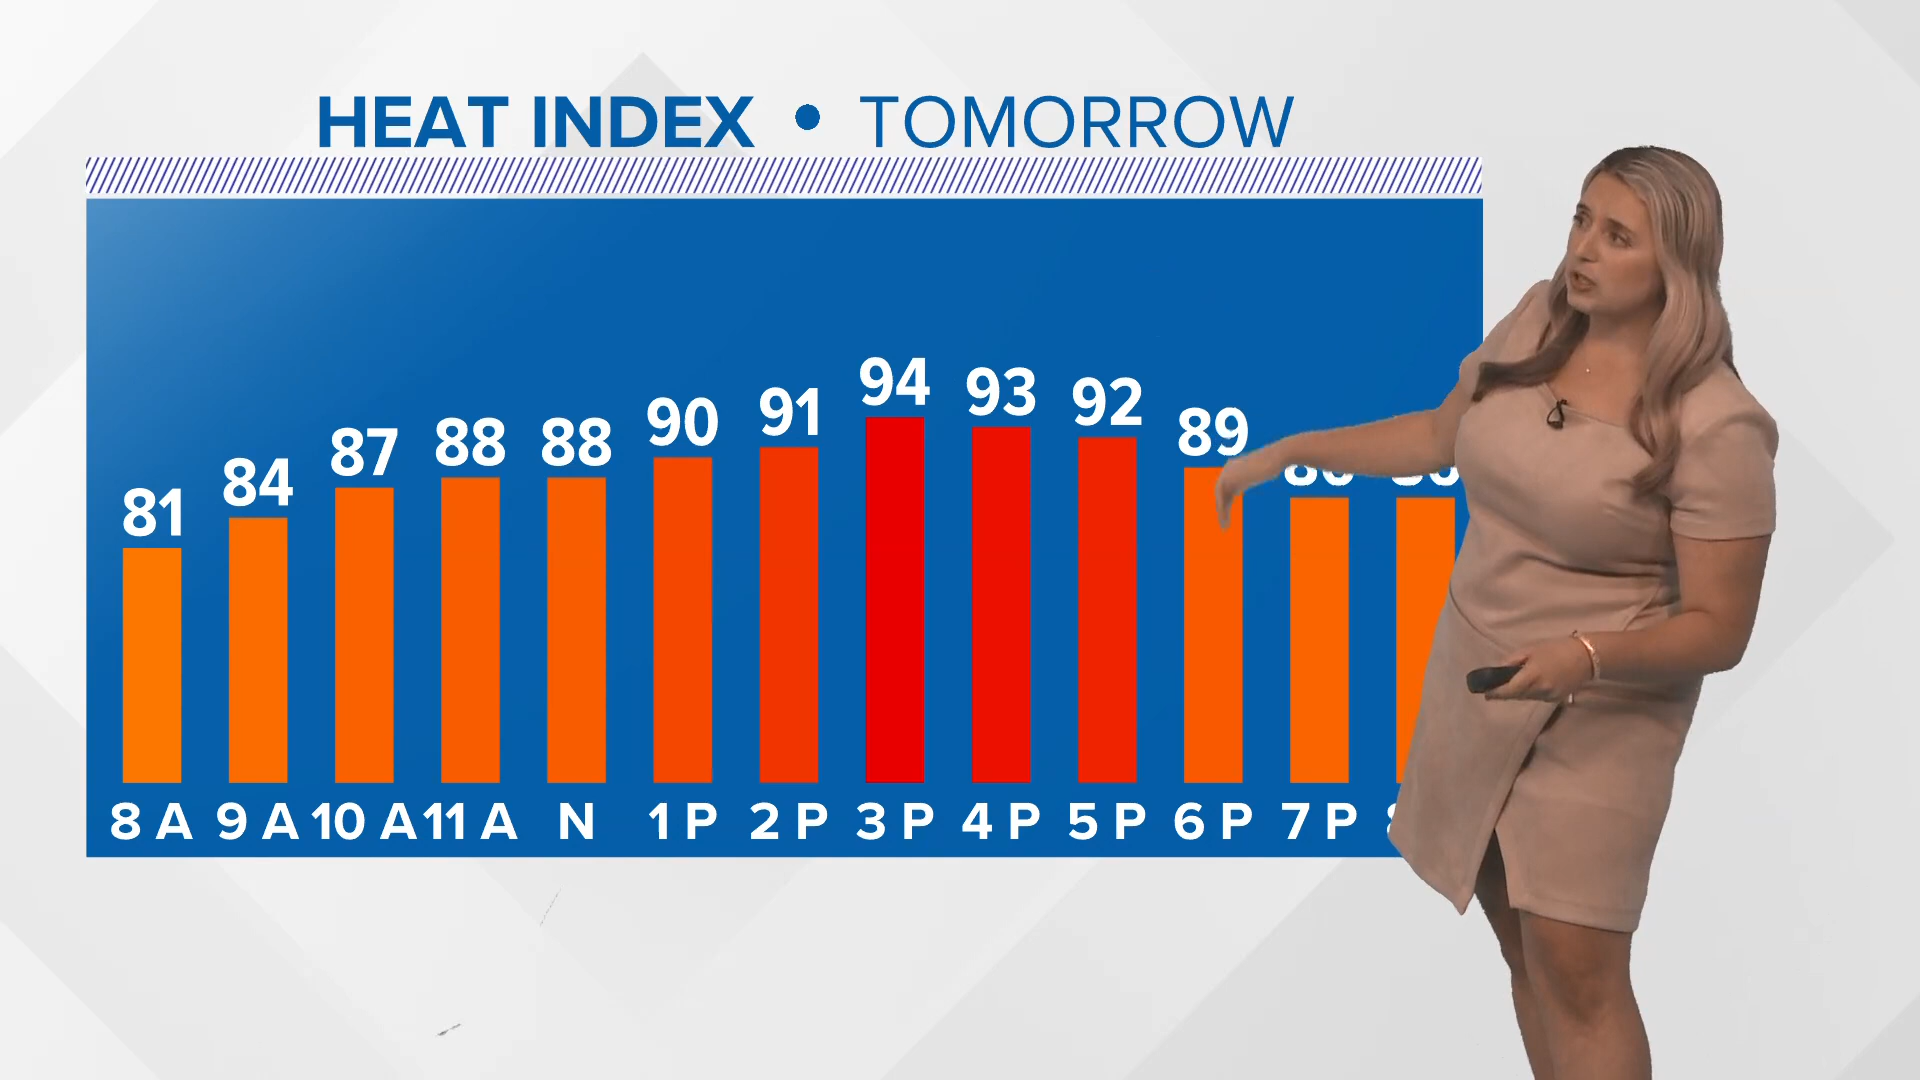 HEAT INDEX • TOMORROW
81 84 87 88 88 90 91 94 93 92 89
8 A 9 A 10 A 11 A N 1 P 2 P 3 P 4 P 5 P 6 P 7 P